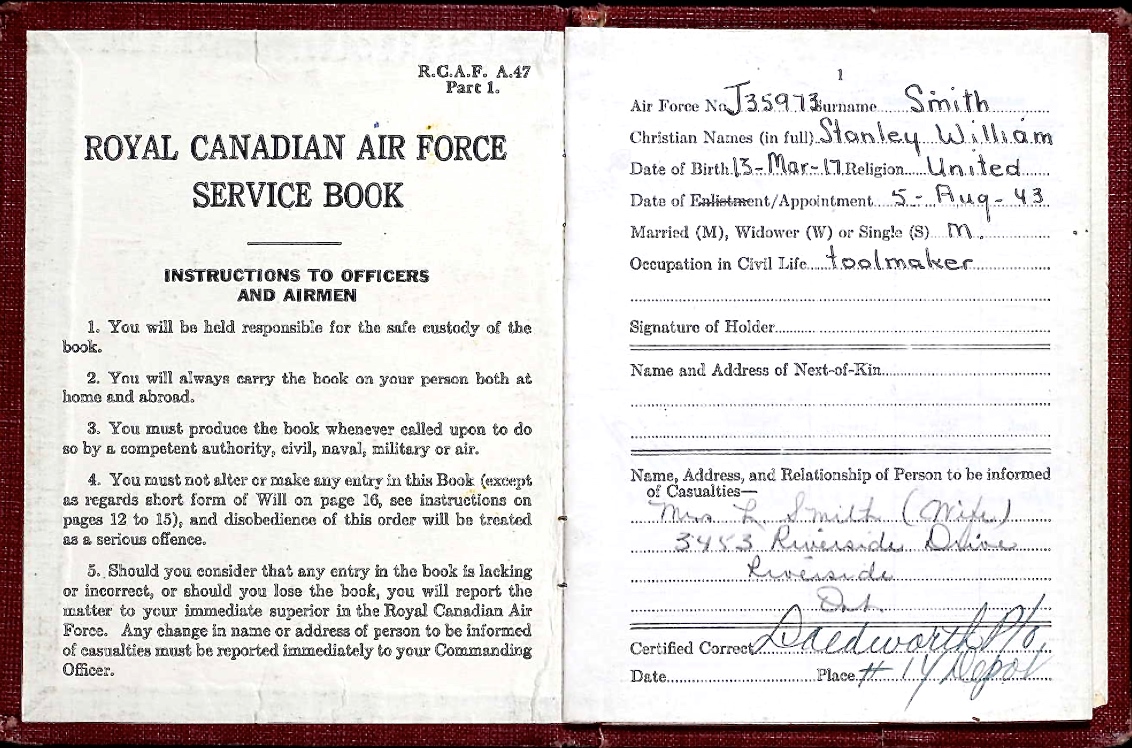 R.C.A.F. A.47
Part 1.
ROYAL CANADIAN AIR FORCE
SERVICE BOOK
INSTRUCTIONS TO OFFICERS
AND AIRMEN
1. You will be held responsible for the safe custody of the
book.
2. You will always carry the book on your person both at
home and abroad.
3. You must produce the book whenever called upon to do
so by a competent authority, civil, naval, military or air.
4. You must not alter or make any entry in this Book (except
as regards short form of Will on page 16, see instructions on
pages 12 to 15), and disobedience of this order will be treated
as a serious offence.
5. Should you consider that any entry in the book is lacking
or incorrect, or should you lose the book, you will report the
matter to your immediate superior in the Royal Canadian Air
Force. Any change in name or address of person to be informed
of casualties must be reported immediately to your Commanding
Officer.
1
Air Force No. J35973 Surname Smith
Christian Names (in full) Stanley William
Date of Birth 13-Mar-17 Religion United
Date of Enlistment/Appointment 5-Aug-43
Married (M), Widower (W) or Single (S) M.
Occupation in Civil Life toolmaker
Signature of Holder
Name and Address of Next-of-Kin
Name, Address, and Relationship of Person to be informed
of Casualties—
Mrs L Smith (Wife)
3453 Riverside Drive
Riverside
Ont
Certified Correct
Date Place # 14 Depot